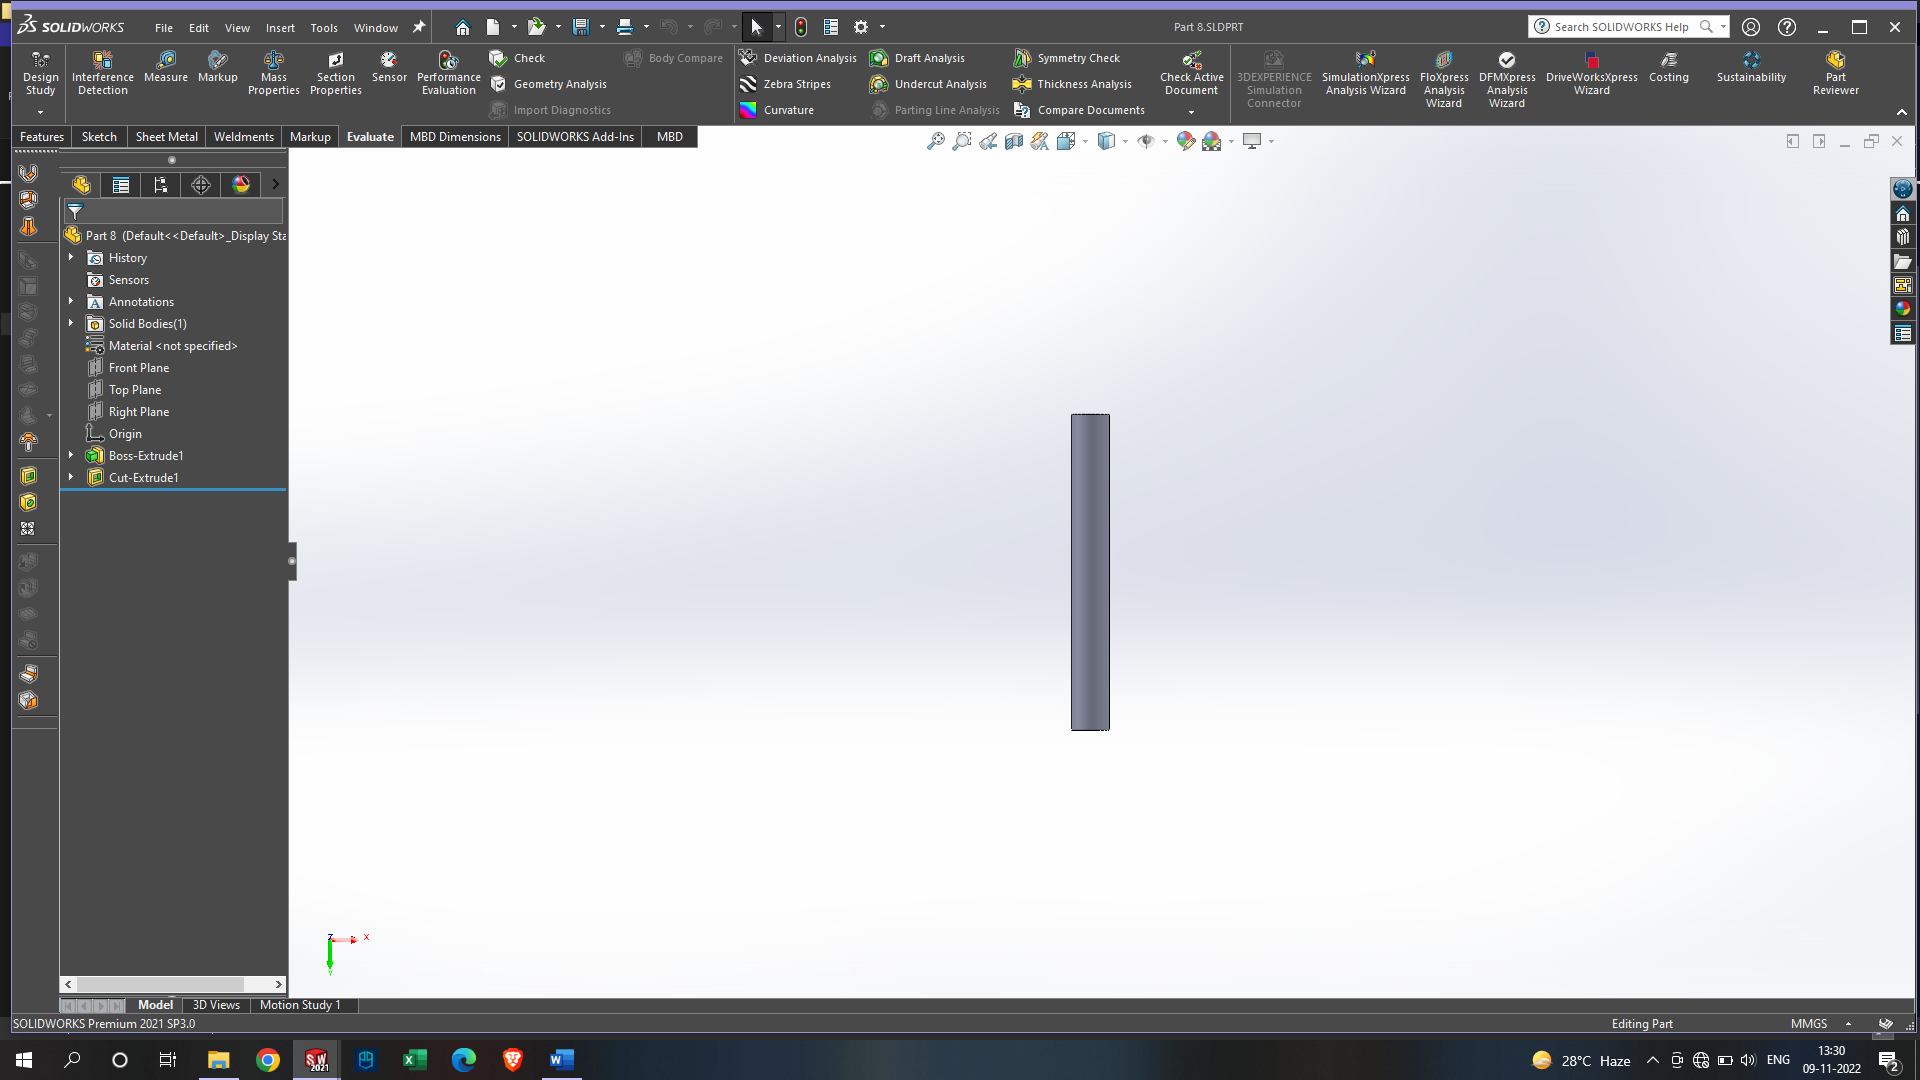 SOLIDWORKS File Edit View Insert Tools Window Part 8.SLDPRT Search SOLIDWORKS Help
Design Study
Interference Detection
Measure
Markup
Mass Properties
Section Properties
Sensor
Performance Evaluation
Check
Geometry Analysis
Import Diagnostics
Body Compare
Deviation Analysis
Zebra Stripes
Curvature
Draft Analysis
Undercut Analysis
Parting Line Analysis
Symmetry Check
Thickness Analysis
Compare Documents
Check Active Document
3DEXPERIENCE Simulation Connector
SimulationXpress Analysis Wizard
FloXpress Analysis Wizard
DFMXpress Analysis Wizard
DriveWorksXpress Wizard
Costing
Sustainability
Part Reviewer
Features Sketch Sheet Metal Weldments Markup Evaluate MBD Dimensions SOLIDWORKS Add-Ins MBD
Part 8 (Default<<Default>_Display Sta
History
Sensors
Annotations
Solid Bodies(1)
Material <not specified>
Front Plane
Top Plane
Right Plane
Origin
Boss-Extrude1
Cut-Extrude1
Z X
Y
Model 3D Views Motion Study 1
SOLIDWORKS Premium 2021 SP3.0 Editing Part MMGS
28°C Haze ENG 13:30
09-11-2022
2
SW
2021